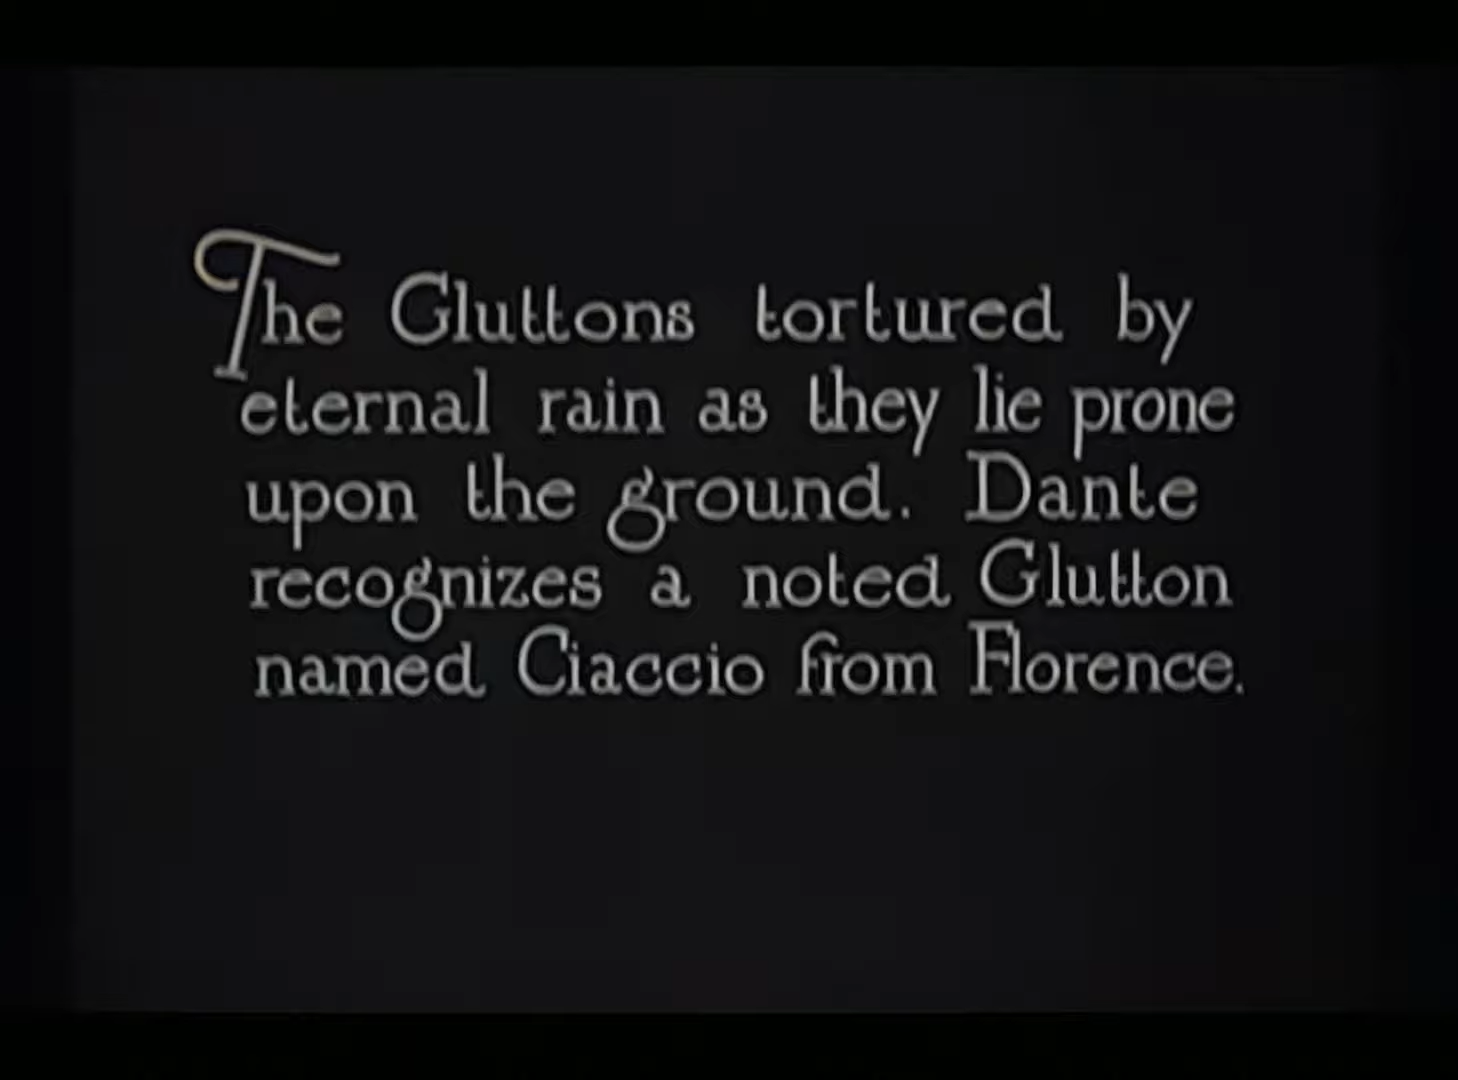 The Gluttons tortured by
eternal rain as they lie prone
upon the ground. Dante
recognizes a noted Glutton
named Ciaccio from Florence.